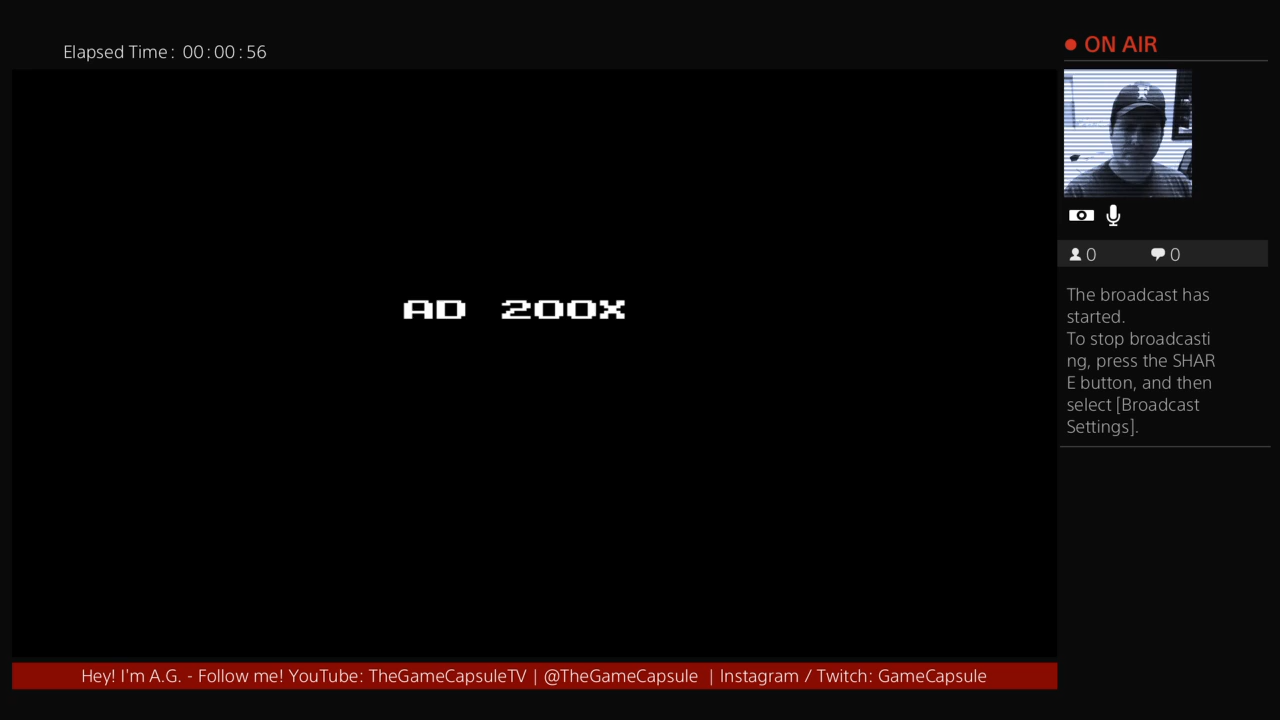 Elapsed Time: 00:00:56
ON AIR
0 0
AD 200X
The broadcast has
started.
To stop broadcasti
ng, press the SHAR
E button, and then
select [Broadcast
Settings].
Hey! I'm A.G. - Follow me! YouTube: TheGameCapsuleTV | @TheGameCapsule | Instagram / Twitch: GameCapsule